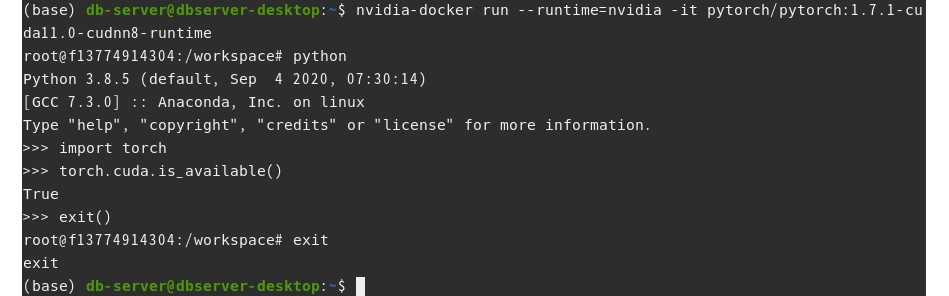 (base) db-server@dbserver-desktop:~$ nvidia-docker run --runtime=nvidia -it pytorch/pytorch:1.7.1-cu
da11.0-cudnn8-runtime
root@f13774914304:/workspace# python
Python 3.8.5 (default, Sep  4 2020, 07:30:14)
[GCC 7.3.0] :: Anaconda, Inc. on linux
Type "help", "copyright", "credits" or "license" for more information.
>>> import torch
>>> torch.cuda.is_available()
True
>>> exit()
root@f13774914304:/workspace# exit
exit
(base) db-server@dbserver-desktop:~$